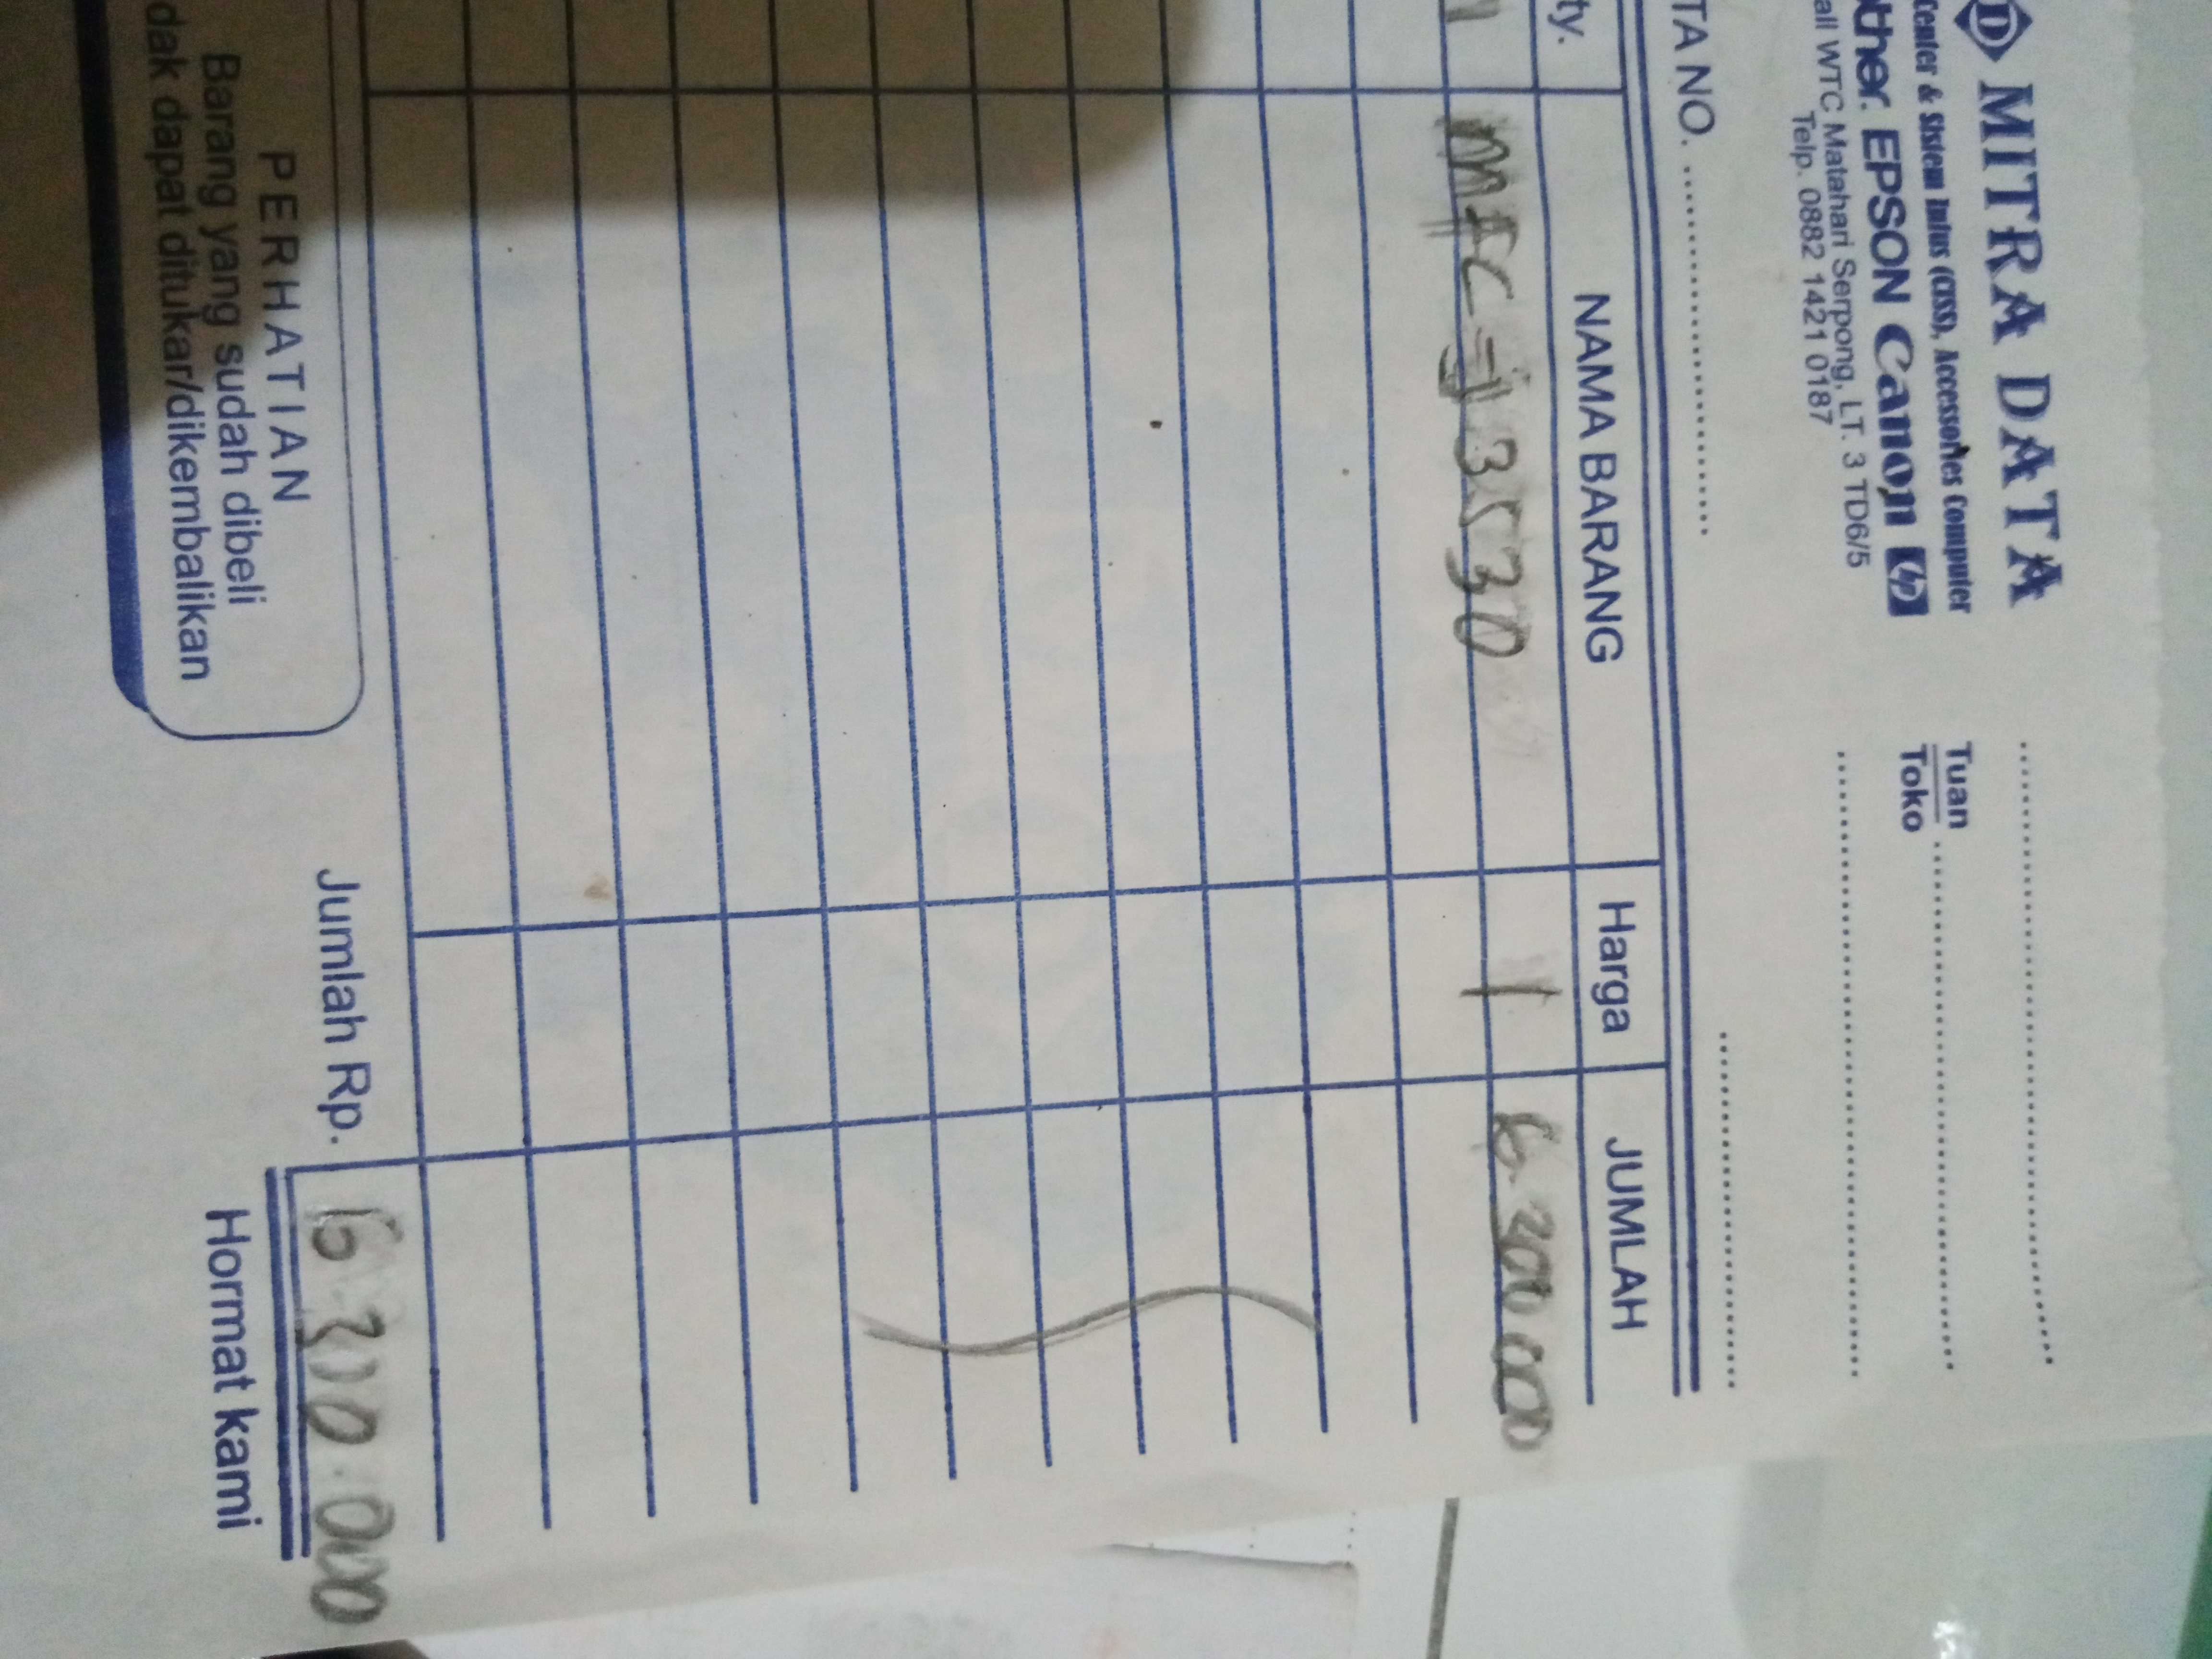 D MITRA DATA
Center & Sistem Infus (CISS), Accessories Computer
other. EPSON Canon hp
all WTC Matahari Serpong, LT. 3 TD6/5
Telp. 0882 1421 0187
Tuan
Toko
TA NO.
ty. NAMA BARANG Harga JUMLAH
1 MFC-J3530 1 6.300.000
Jumlah Rp. 6.300.000
PERHATIAN
Barang yang sudah dibeli
dak dapat ditukar/dikembalikan
Hormat kami